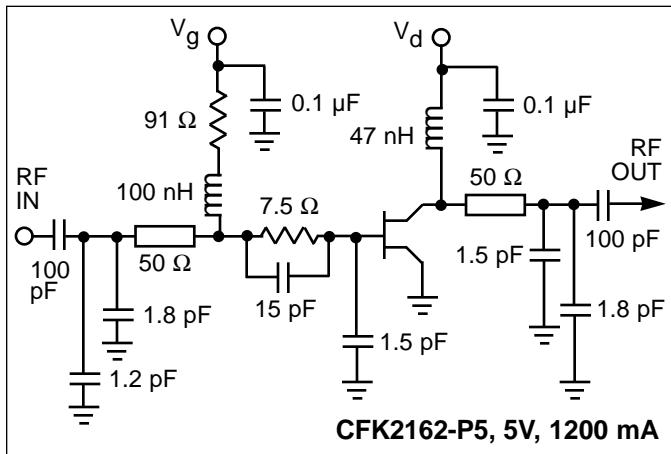 Vg
Vd
0.1 µF
0.1 µF
91 Ω
47 nH
RF
IN
100 nH
7.5 Ω
50 Ω
RF
OUT
100
pF
50 Ω
15 pF
1.5 pF
100 pF
1.8 pF
1.5 pF
1.8 pF
1.2 pF
CFK2162-P5, 5V, 1200 mA